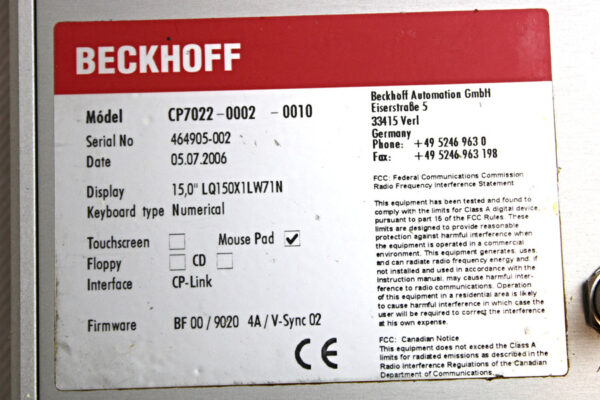 BECKHOFF
Módel CP7022-0002 -0010
Serial No 464905-002
Date 05.07.2006
Display 15,0" LQ150X1LW71N
Keyboard type Numerical
Touchscreen Mouse Pad ✓
Floppy CD
Interface CP-Link
Firmware BF 00 / 9020 4A / V-Sync 02
CE
Beckhoff Automation GmbH
Eiserstraße 5
33415 Verl
Germany
Phone: +49 5246 963 0
Fax: +49 5246-963 198
FCC: Federal Communications Commission
Radio Frequency Interference Statement
This equipment has been tested and found to
comply with the limits for Class A digital device,
pursuant to part 15 of the FCC Rules. These
limits are designed to provide reasonable
protection against harmful interference when
the equipment is operated in a commercial
environment. This equipment generates, uses,
and can radiate radio frequency energy and, if
not installed and used in accordance with the
instruction manual, may cause harmful inter-
ference to radio communications. Operation
of this equipment in a residential area is likely
to cause harmful interference in which case the
user will be required to correct the interference
at his own expense.
FCC: Canadian Notice
This equipment does not exceed the Class A
limits for radiated emissions as described in the
Radio Interference Regulations of the Canadian
Department of Communications.